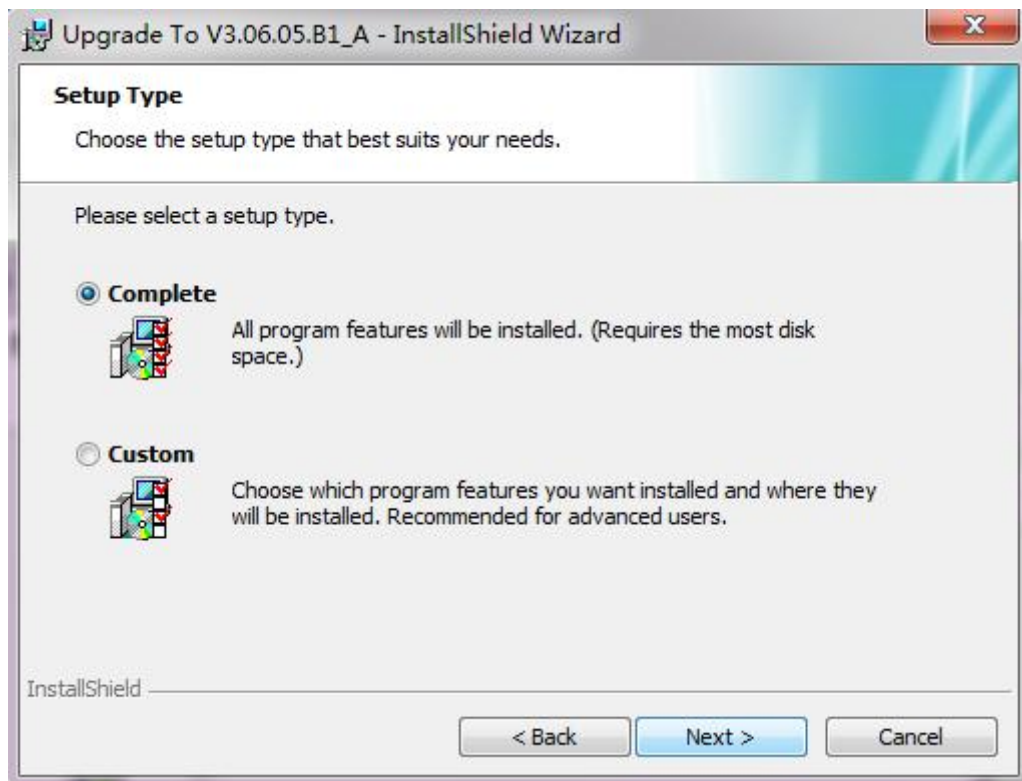 Upgrade To V3.06.05.B1_A - InstallShield Wizard
Setup Type
Choose the setup type that best suits your needs.
Please select a setup type.
Complete
All program features will be installed. (Requires the most disk
space.)
Custom
Choose which program features you want installed and where they
will be installed. Recommended for advanced users.
InstallShield
< Back
Next >
Cancel